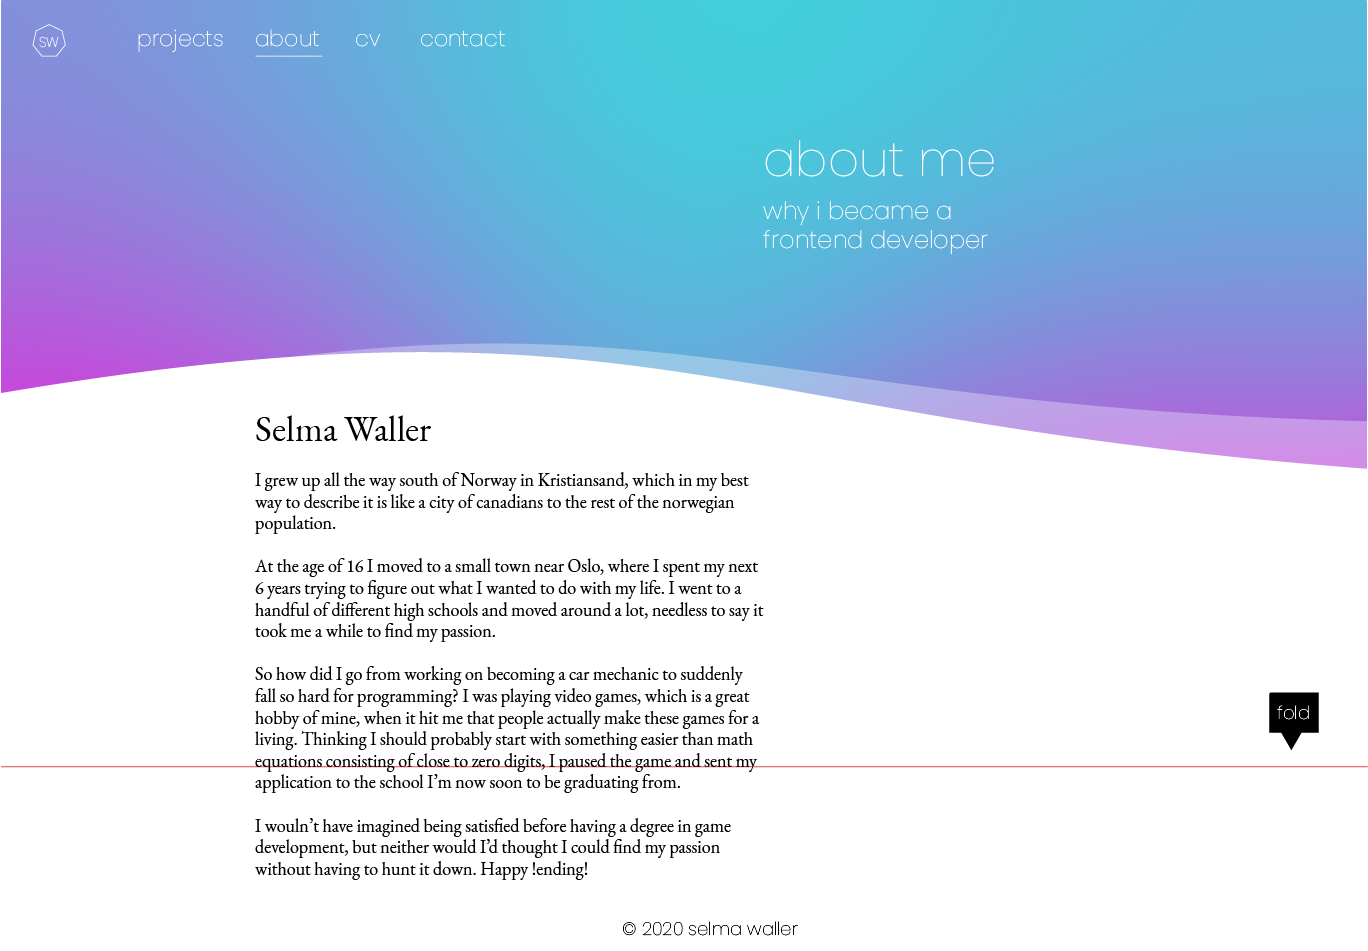 SW
projects about cv contact
about me
why i became a
frontend developer
Selma Waller
I grew up all the way south of Norway in Kristiansand, which in my best
way to describe it is like a city of canadians to the rest of the norwegian
population.
At the age of 16 I moved to a small town near Oslo, where I spent my next
6 years trying to figure out what I wanted to do with my life. I went to a
handful of different high schools and moved around a lot, needless to say it
took me a while to find my passion.
So how did I go from working on becoming a car mechanic to suddenly
fall so hard for programming? I was playing video games, which is a great
hobby of mine, when it hit me that people actually make these games for a
living. Thinking I should probably start with something easier than math
equations consisting of close to zero digits, I paused the game and sent my
application to the school I’m now soon to be graduating from.
fold
I wouln’t have imagined being satisfied before having a degree in game
development, but neither would I’d thought I could find my passion
without having to hunt it down. Happy !ending!
© 2020 selma waller